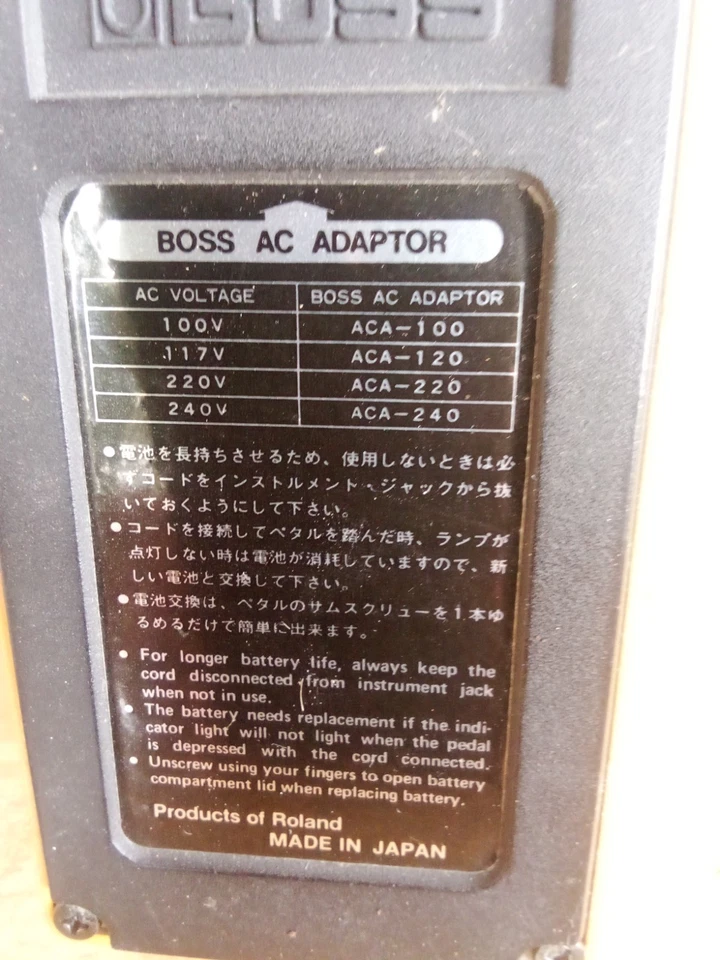 BOSS
BOSS AC ADAPTOR
AC VOLTAGE BOSS AC ADAPTOR
100V ACA-100
117V ACA-120
220V ACA-220
240V ACA-240
●電池を長持ちさせるため、使用しないときは必
ずコードをインストルメント・ジャックから抜
いておくようにして下さい。
●コードを接続してペタルを踏んだ時、ランプが
点灯しない時は電池が消耗していますので、新
しい電池と交換して下さい。
●電池交換は、ペタルのサムスクリューを1本ゆ
るめるだけで簡単に出来ます。
● For longer battery life, always keep the
cord disconnected from instrument jack
when not in use.
● The battery needs replacement if the indi-
cator light will not light when the pedal
is depressed with the cord connected.
● Unscrew using your fingers to open battery
compartment lid when replacing battery.
Products of Roland
MADE IN JAPAN